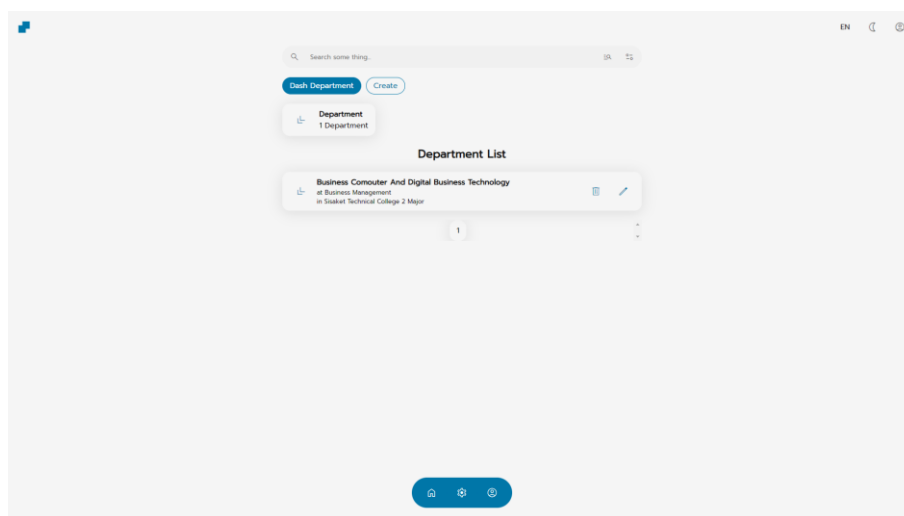 EN
Search some thing.
Dash Department
Create
Department
1 Department
Department List
Business Comouter And Digital Business Technology
at Business Management
in Sisaket Technical College 2 Major
1